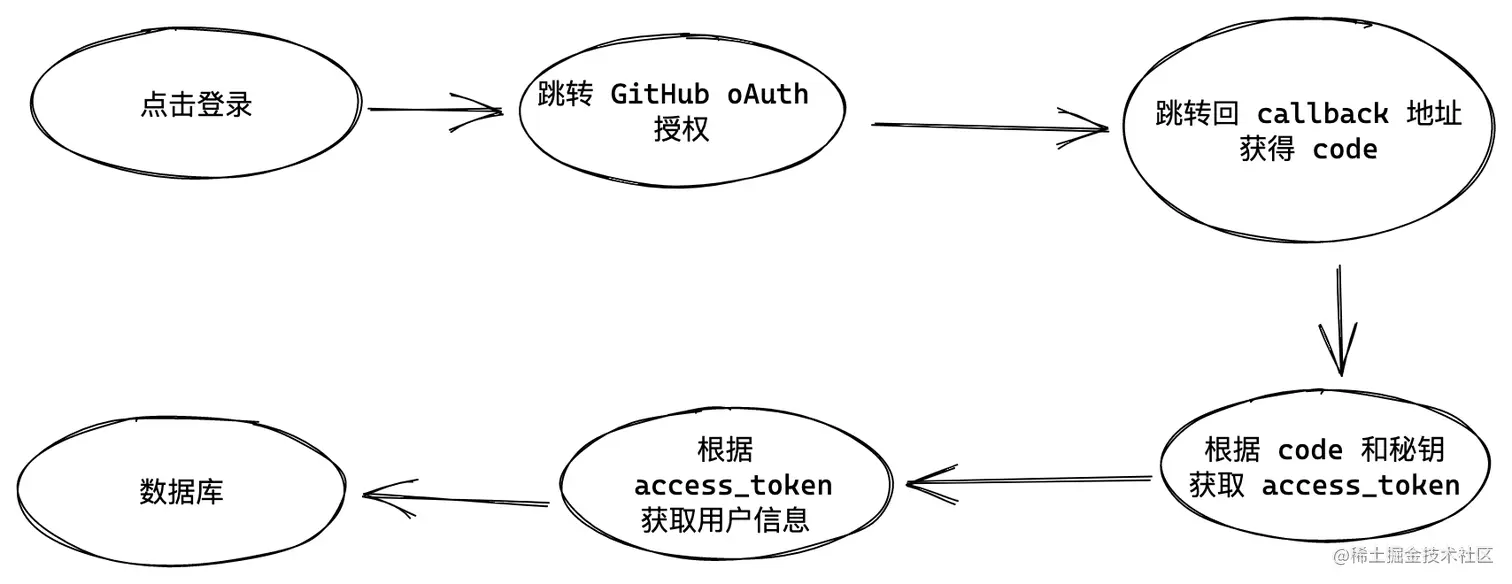 点击登录
跳转 GitHub oAuth
授权
跳转回 callback 地址
获得 code
根据 code 和秘钥
获取 access_token
根据
access_token
获取用户信息
数据库
@稀土掘金技术社区